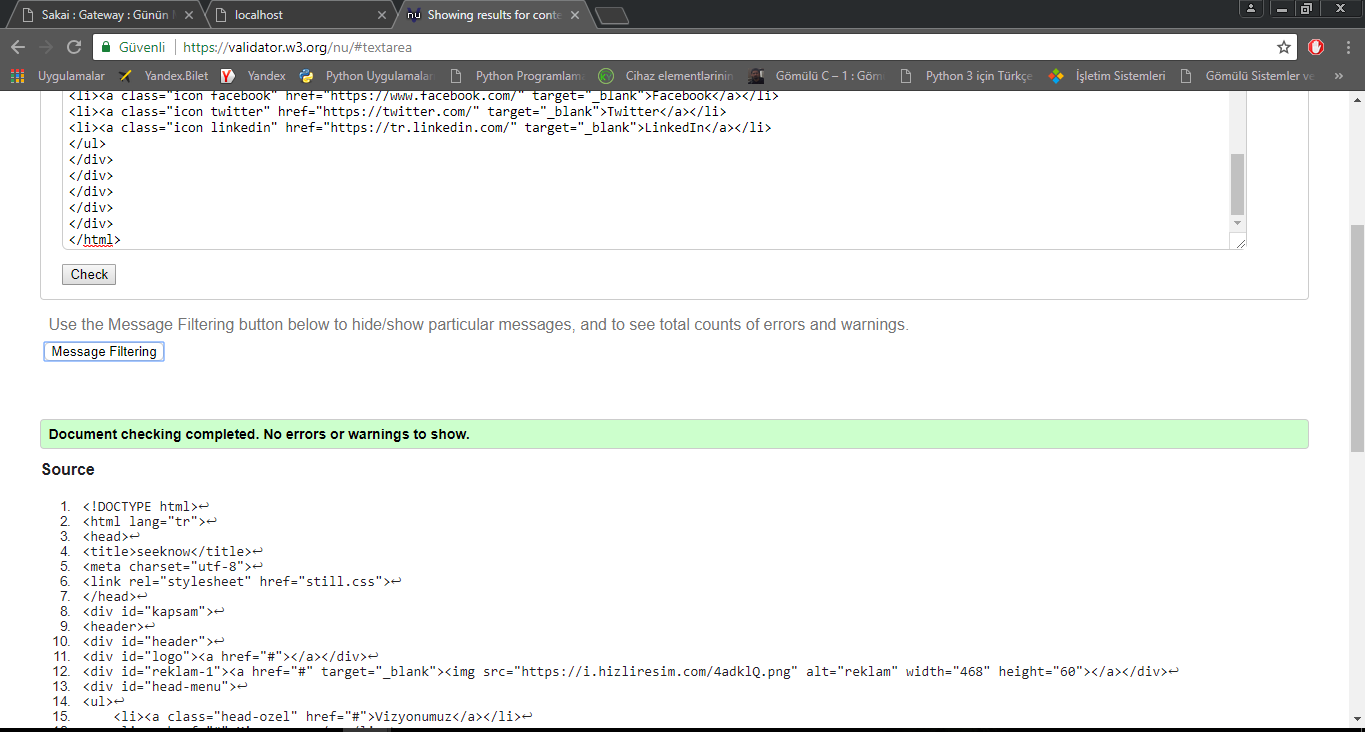 Sakai : Gateway : Günün
localhost
nu Showing results for conte
Güvenli https://validator.w3.org/nu/#textarea
Uygulamalar Yandex.Bilet Yandex Python Uygulamaları Python Programlama Cihaz elementlərinin Gömülü C – 1 : Göm Python 3 için Türkçe İşletim Sistemleri Gömülü Sistemler ve »
<li><a class="icon facebook" href="https://www.facebook.com/" target="_blank">Facebook</a></li>
<li><a class="icon twitter" href="https://twitter.com/" target="_blank">Twitter</a></li>
<li><a class="icon linkedin" href="https://tr.linkedin.com/" target="_blank">LinkedIn</a></li>
</ul>
</div>
</div>
</div>
</div>
</div>
</html>
Check
Use the Message Filtering button below to hide/show particular messages, and to see total counts of errors and warnings.
Message Filtering
Document checking completed. No errors or warnings to show.
Source
1. <!DOCTYPE html>↩
2. <html lang="tr">↩
3. <head>↩
4. <title>seeknow</title>↩
5. <meta charset="utf-8">↩
6. <link rel="stylesheet" href="still.css">↩
7. </head>↩
8. <div id="kapsam">↩
9. <header>↩
10. <div id="header">↩
11. <div id="logo"><a href="#"></a></div>↩
12. <div id="reklam-1"><a href="#" target="_blank"><img src="https://i.hizliresim.com/4adklQ.png" alt="reklam" width="468" height="60"></a></div>↩
13. <div id="head-menu">↩
14. <ul>↩
15. <li><a class="head-ozel" href="#">Vizyonumuz</a></li>↩